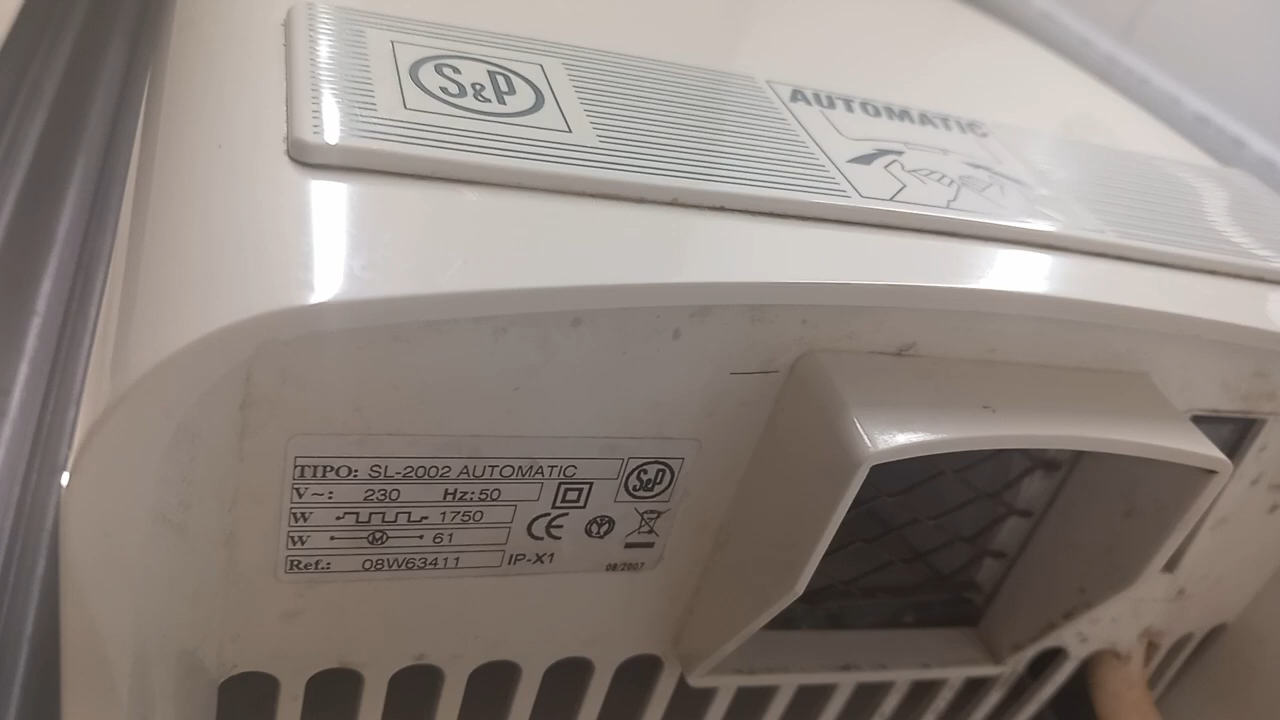 S&P
AUTOMATIC
TIPO: SL-2002 AUTOMATIC
S&P
V~: 230 Hz: 50
W 1750
CE
W M 61
Ref.: 08W63411 IP-X1
08/2007